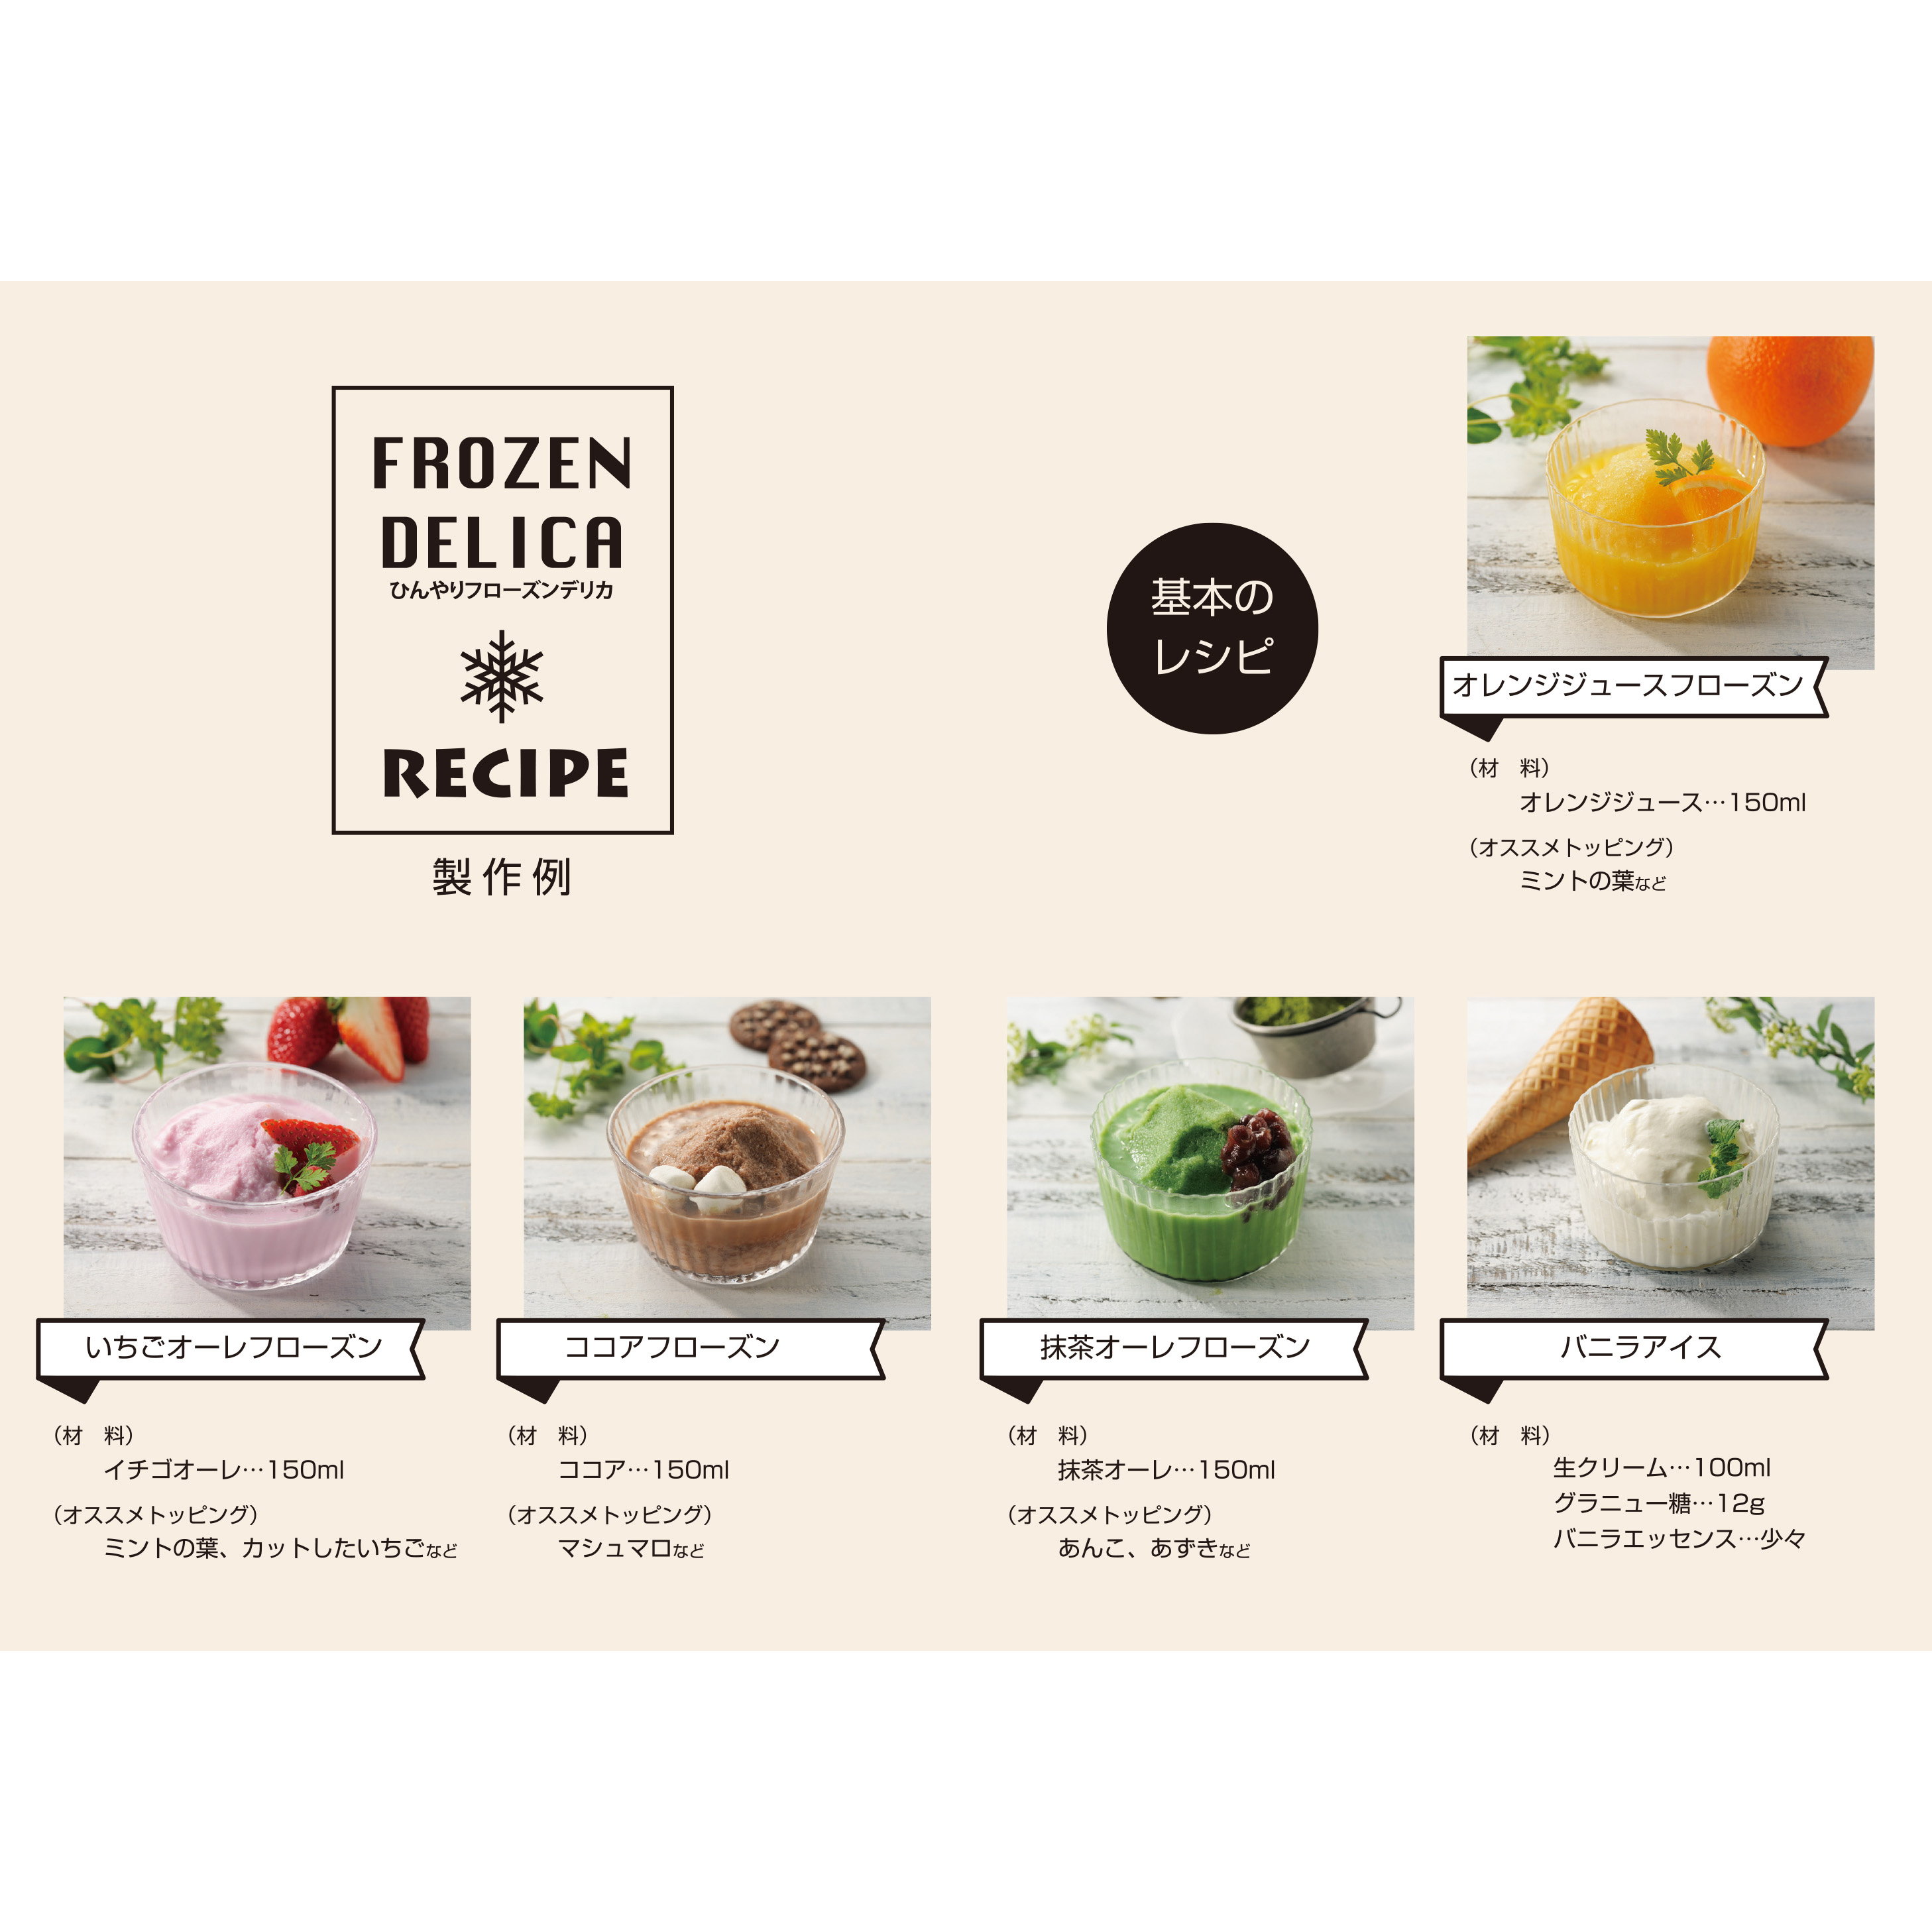 FROZEN
DELICA
ひんやりフローズンデリカ
RECIPE
製作例
基本の
レシピ
オレンジジュースフローズン
（材　料）
オレンジジュース…150ml
（オススメトッピング）
ミントの葉など
いちごオーレフローズン
（材　料）
イチゴオーレ…150ml
（オススメトッピング）
ミントの葉、カットしたいちごなど
ココアフローズン
（材　料）
ココア…150ml
（オススメトッピング）
マシュマロなど
抹茶オーレフローズン
（材　料）
抹茶オーレ…150ml
（オススメトッピング）
あんこ、あずきなど
バニラアイス
（材　料）
生クリーム…100ml
グラニュー糖…12g
バニラエッセンス…少々